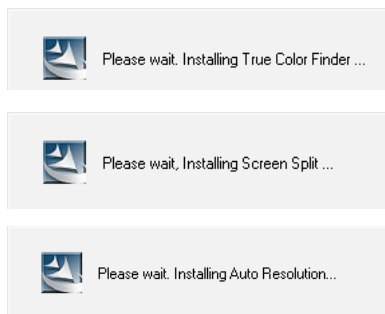 Please wait. Installing True Color Finder ...
Please wait, Installing Screen Split ...
Please wait. Installing Auto Resolution...